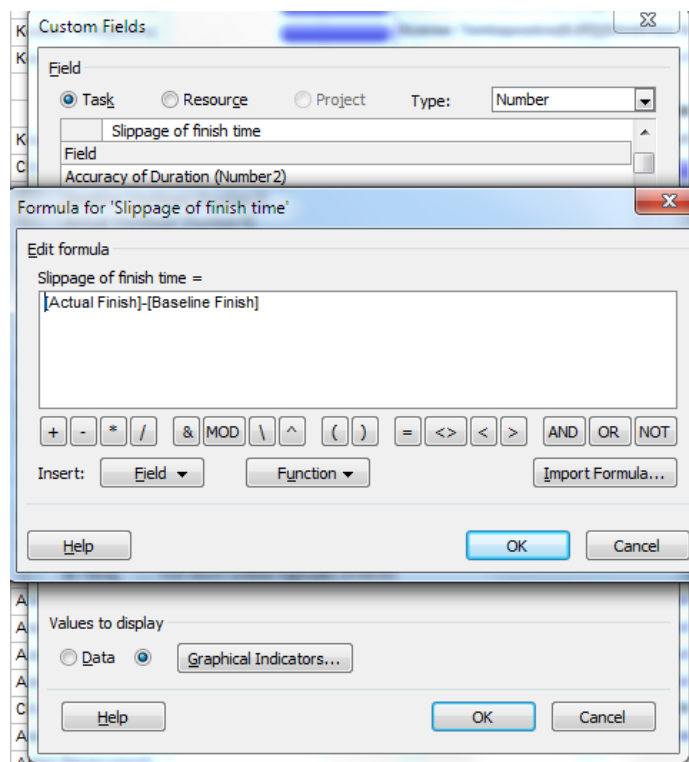 Custom Fields
Field
Task Resource Project Type: Number
Slippage of finish time
Field
Accuracy of Duration (Number2)
Formula for 'Slippage of finish time'
Edit formula
Slippage of finish time =
[Actual Finish]-[Baseline Finish]
+ - * / & MOD \ ^ ( ) = <> < > AND OR NOT
Insert: Field Function Import Formula...
Help OK Cancel
Values to display
Data Graphical Indicators...
Help OK Cancel